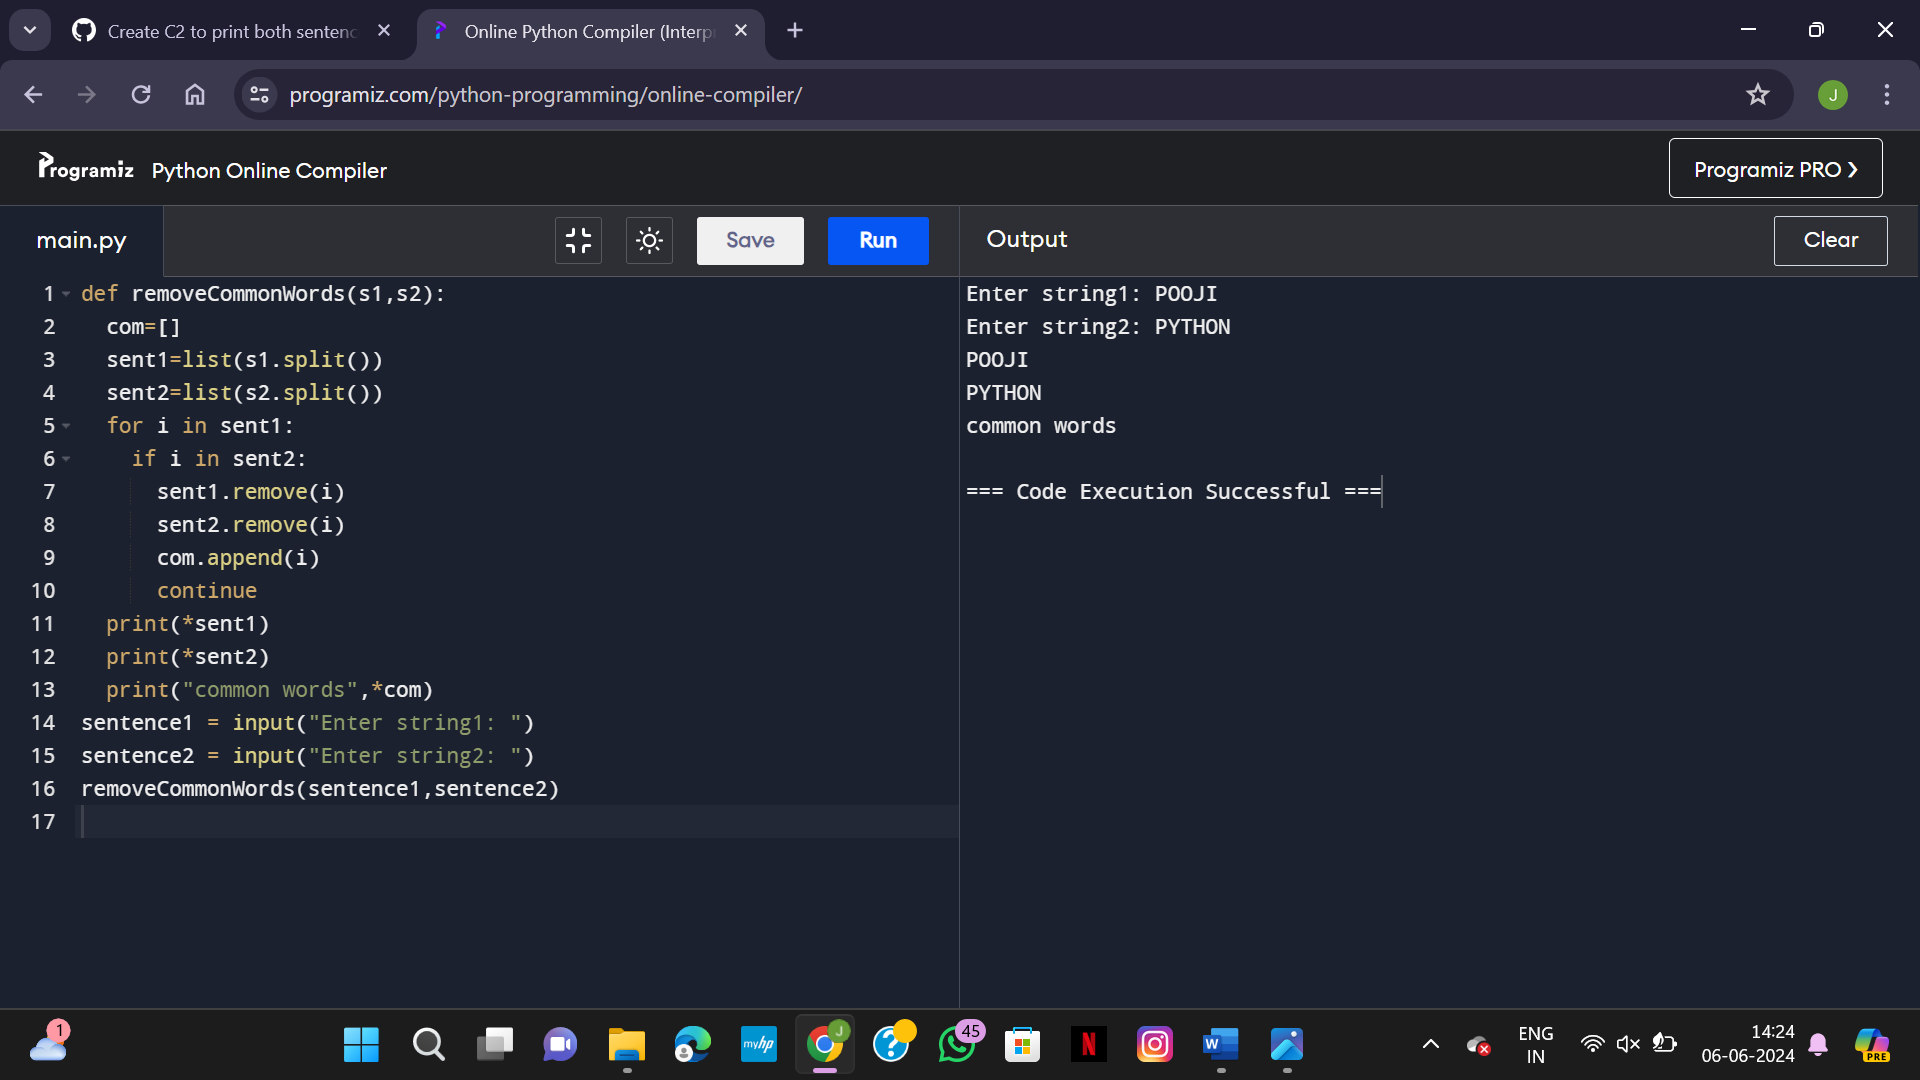 Create C2 to print both senten
Online Python Compiler (Interp
programiz.com/python-programming/online-compiler/
J
Programiz Python Online Compiler
Programiz PRO
main.py
Save
Run
Output
Clear
1 def removeCommonWords(s1,s2):
2 com=[]
3 sent1=list(s1.split())
4 sent2=list(s2.split())
5 for i in sent1:
6 if i in sent2:
7 sent1.remove(i)
8 sent2.remove(i)
9 com.append(i)
10 continue
11 print(*sent1)
12 print(*sent2)
13 print("common words",*com)
14 sentence1 = input("Enter string1: ")
15 sentence2 = input("Enter string2: ")
16 removeCommonWords(sentence1,sentence2)
17
Enter string1: POOJI
Enter string2: PYTHON
POOJI
PYTHON
common words
=== Code Execution Successful ===
1
myhp
J
45
N
W
ENG
IN
14:24
06-06-2024
PRE